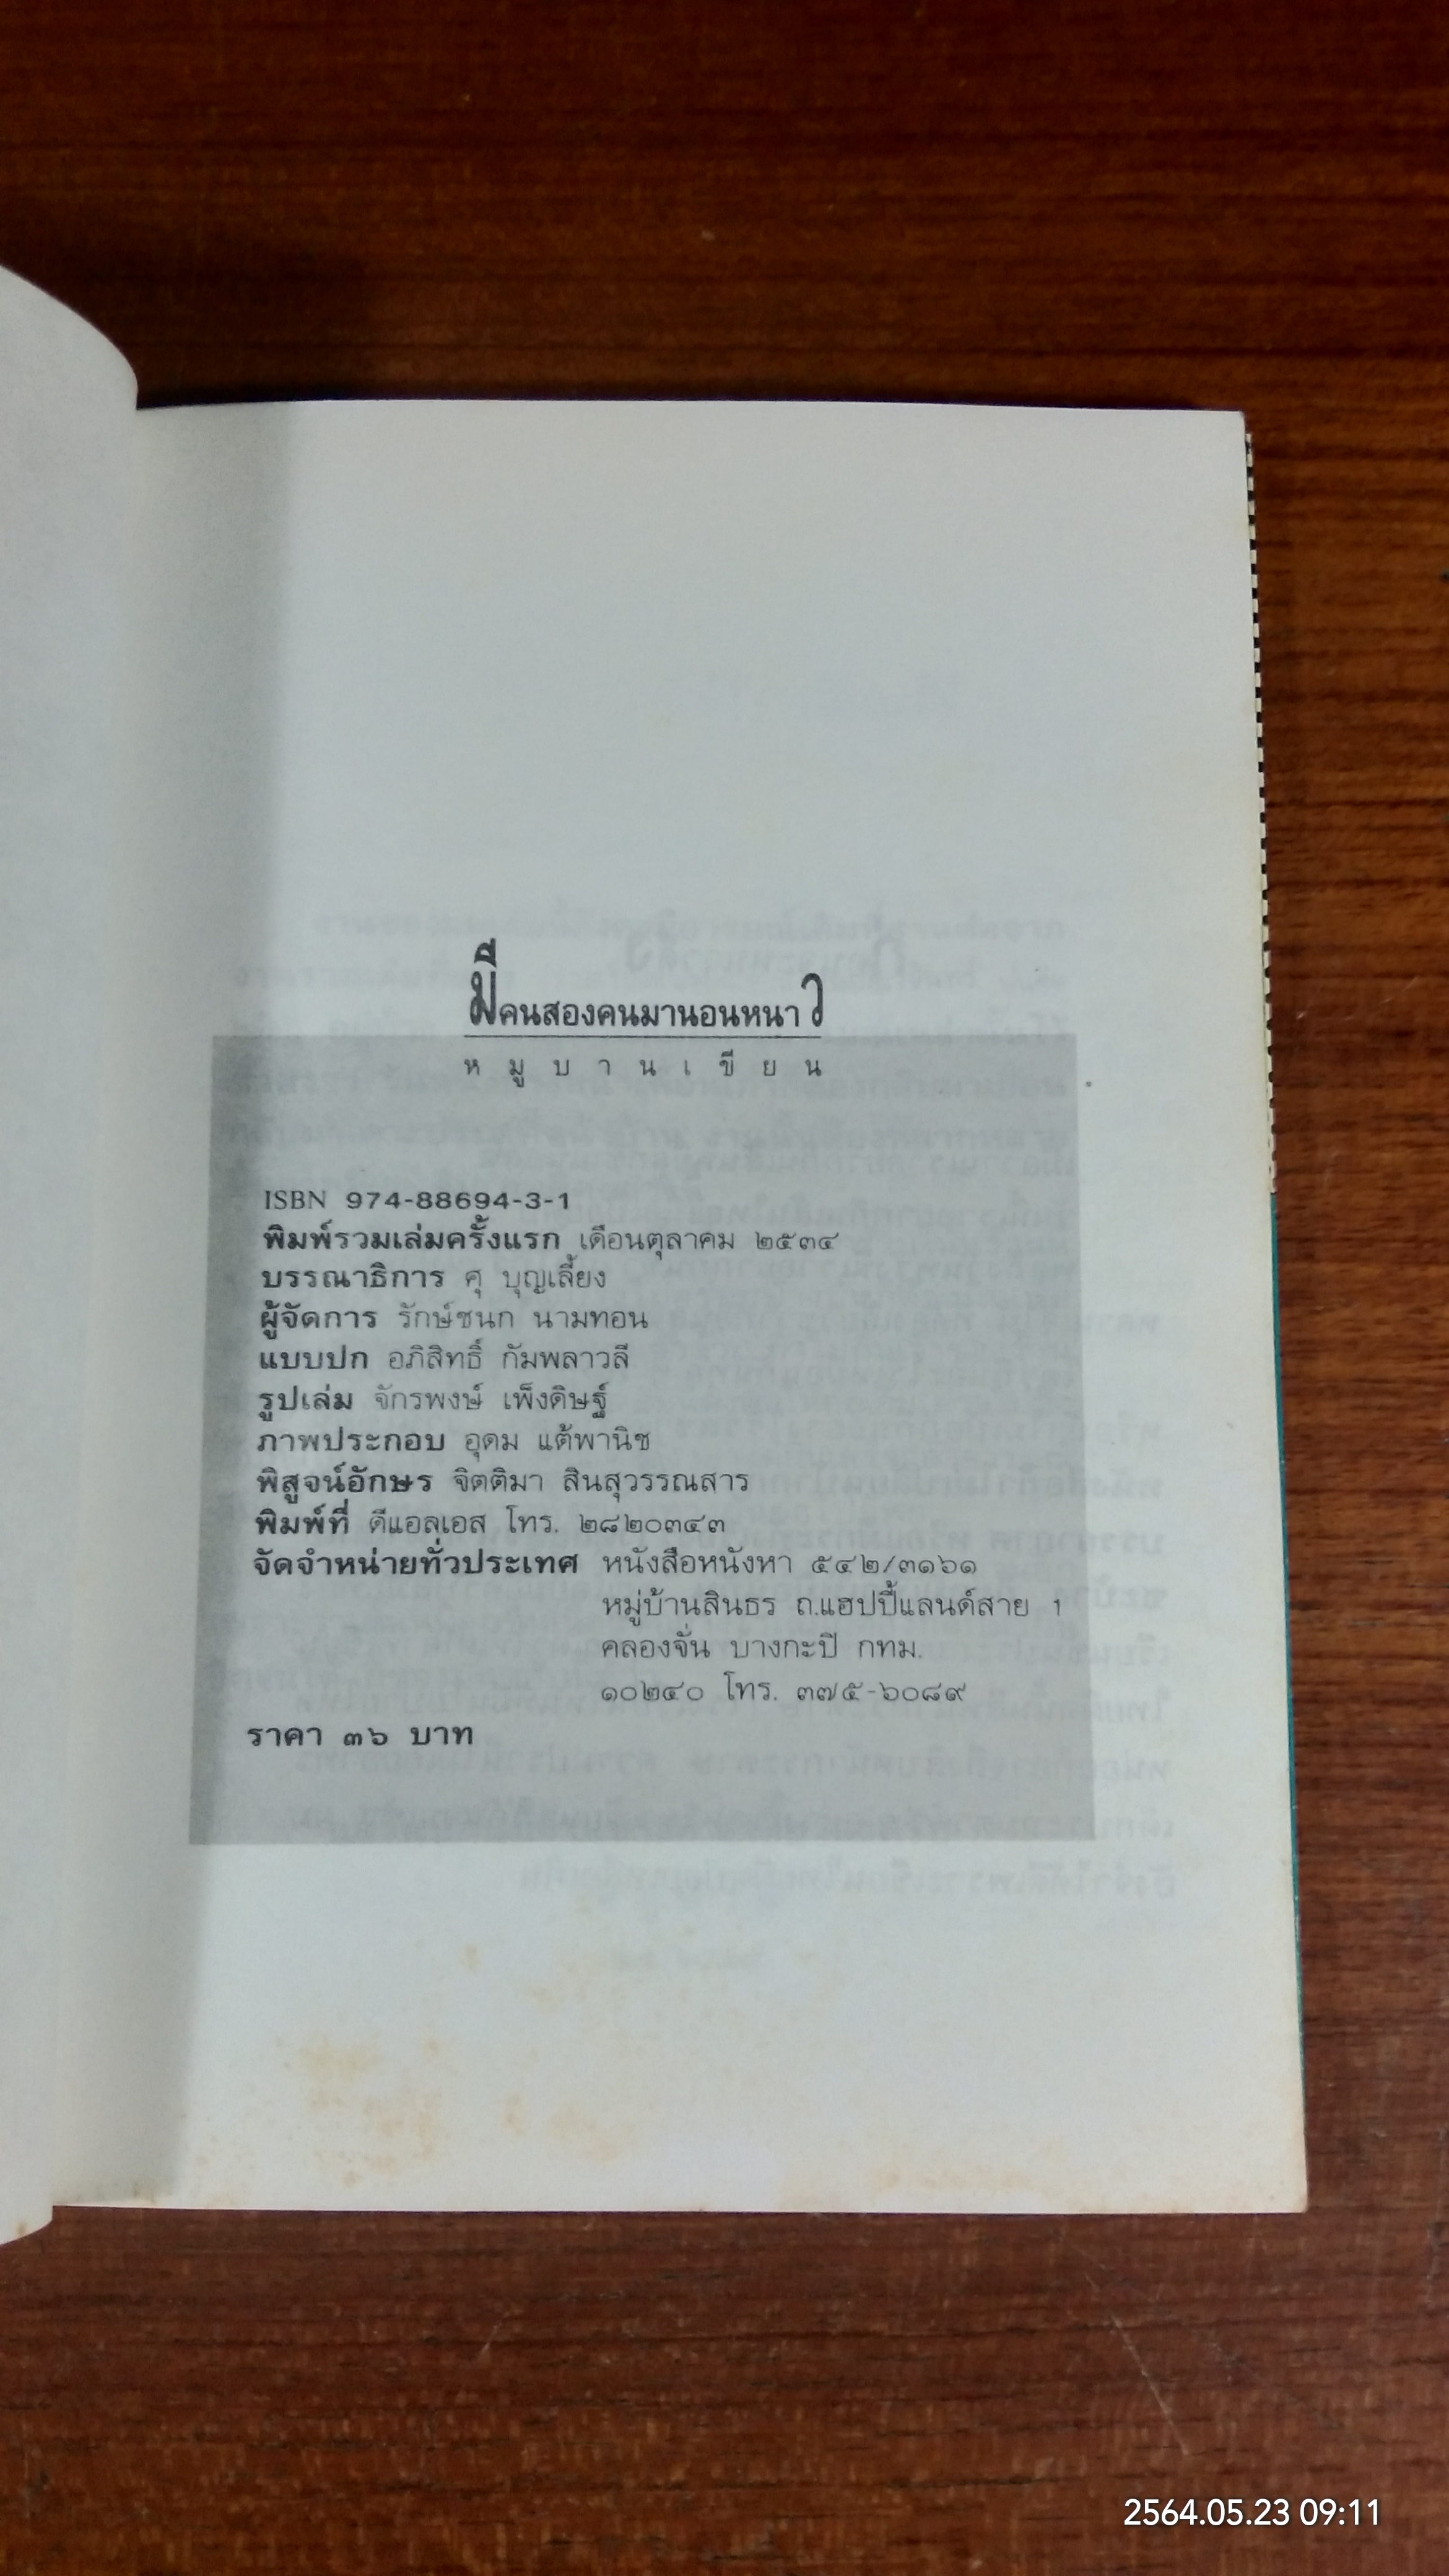 มีคนสองคนมานอนหนาว
หมูบานเขียน
ISBN 974-88694-3-1
พิมพ์รวมเล่มครั้งแรก เดือนตุลาคม ๒๕๓๔
บรรณาธิการ ศุ บุญเลี้ยง
ผู้จัดการ รักษ์ชนก นามทอน
แบบปก อภิสิทธิ์ กัมพลาวลี
รูปเล่ม จักรพงษ์ เพ็งดิษฐ์
ภาพประกอบ อุดม แต้พานิช
พิสูจน์อักษร จิตติมา สินสุวรรณสาร
พิมพ์ที่ ดีแอลเอส โทร. ๒๘๒๐๓๔๓
จัดจำหน่ายทั่วประเทศ หนังสือหนังหา ๕๔๒/๓๑๖๑
หมู่บ้านสินธร ถ.แฮปปี้แลนด์สาย 1
คลองจั่น บางกะปิ กทม.
๑๐๒๔๐ โทร. ๓๗๕-๖๐๘๙
ราคา ๓๖ บาท
2564.05.23 09:11